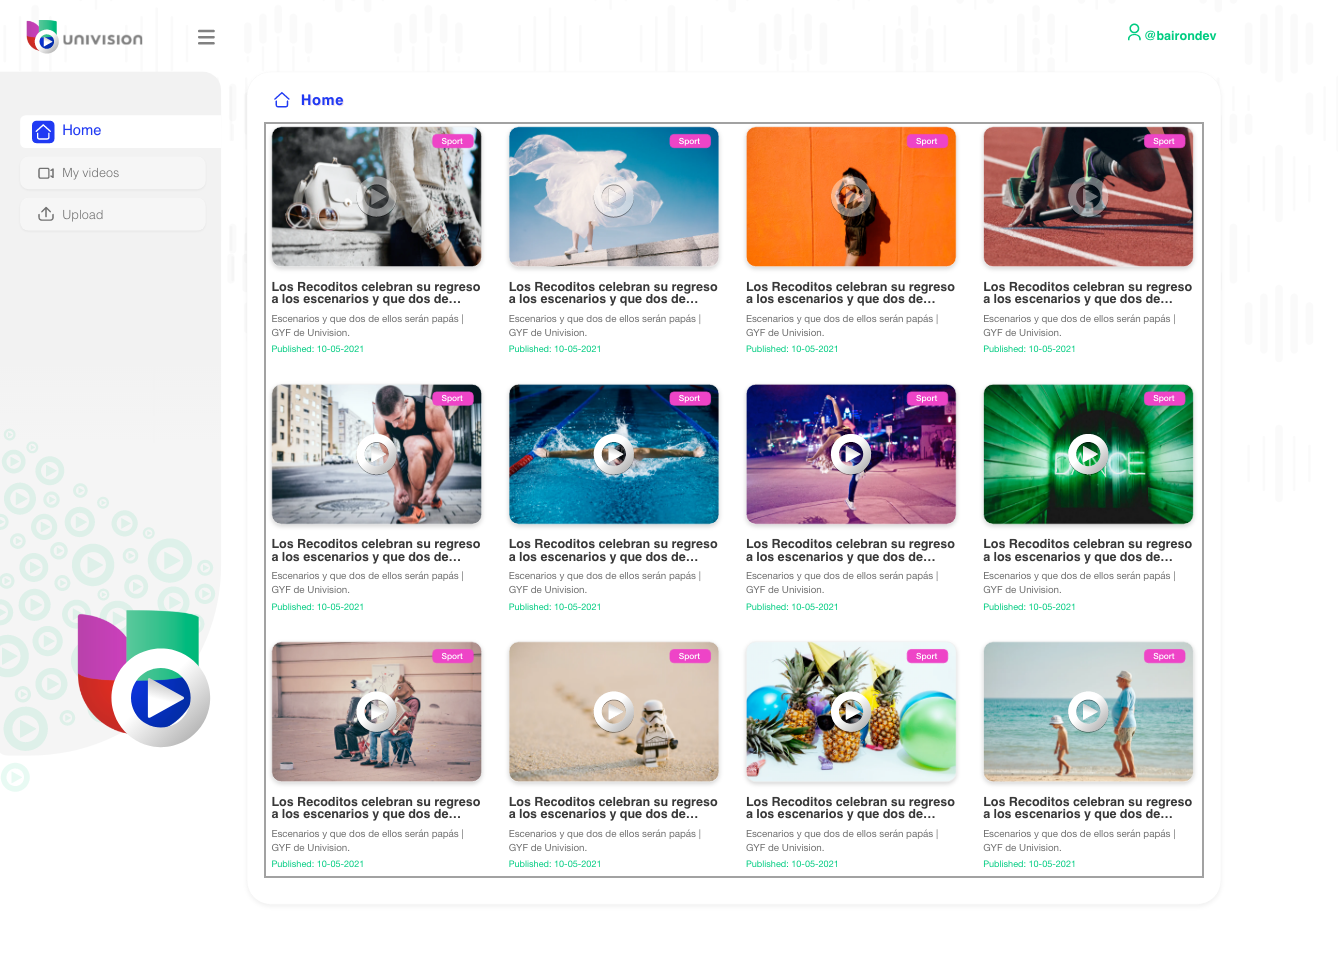 UNIVISION
@bairondev
Home
My videos
Upload
Home
Sport
Los Recoditos celebran su regreso
a los escenarios y que dos de...
Escenarios y que dos de ellos serán papás |
GYF de Univision.
Published: 10-05-2021
Sport
Los Recoditos celebran su regreso
a los escenarios y que dos de...
Escenarios y que dos de ellos serán papás |
GYF de Univision.
Published: 10-05-2021
Sport
Los Recoditos celebran su regreso
a los escenarios y que dos de...
Escenarios y que dos de ellos serán papás |
GYF de Univision.
Published: 10-05-2021
Sport
Los Recoditos celebran su regreso
a los escenarios y que dos de...
Escenarios y que dos de ellos serán papás |
GYF de Univision.
Published: 10-05-2021
Sport
Los Recoditos celebran su regreso
a los escenarios y que dos de...
Escenarios y que dos de ellos serán papás |
GYF de Univision.
Published: 10-05-2021
Sport
Los Recoditos celebran su regreso
a los escenarios y que dos de...
Escenarios y que dos de ellos serán papás |
GYF de Univision.
Published: 10-05-2021
Sport
Los Recoditos celebran su regreso
a los escenarios y que dos de...
Escenarios y que dos de ellos serán papás |
GYF de Univision.
Published: 10-05-2021
Sport
DANCE
Los Recoditos celebran su regreso
a los escenarios y que dos de...
Escenarios y que dos de ellos serán papás |
GYF de Univision.
Published: 10-05-2021
Sport
Los Recoditos celebran su regreso
a los escenarios y que dos de...
Escenarios y que dos de ellos serán papás |
GYF de Univision.
Published: 10-05-2021
Sport
Los Recoditos celebran su regreso
a los escenarios y que dos de...
Escenarios y que dos de ellos serán papás |
GYF de Univision.
Published: 10-05-2021
Sport
Los Recoditos celebran su regreso
a los escenarios y que dos de...
Escenarios y que dos de ellos serán papás |
GYF de Univision.
Published: 10-05-2021
Sport
Los Recoditos celebran su regreso
a los escenarios y que dos de...
Escenarios y que dos de ellos serán papás |
GYF de Univision.
Published: 10-05-2021